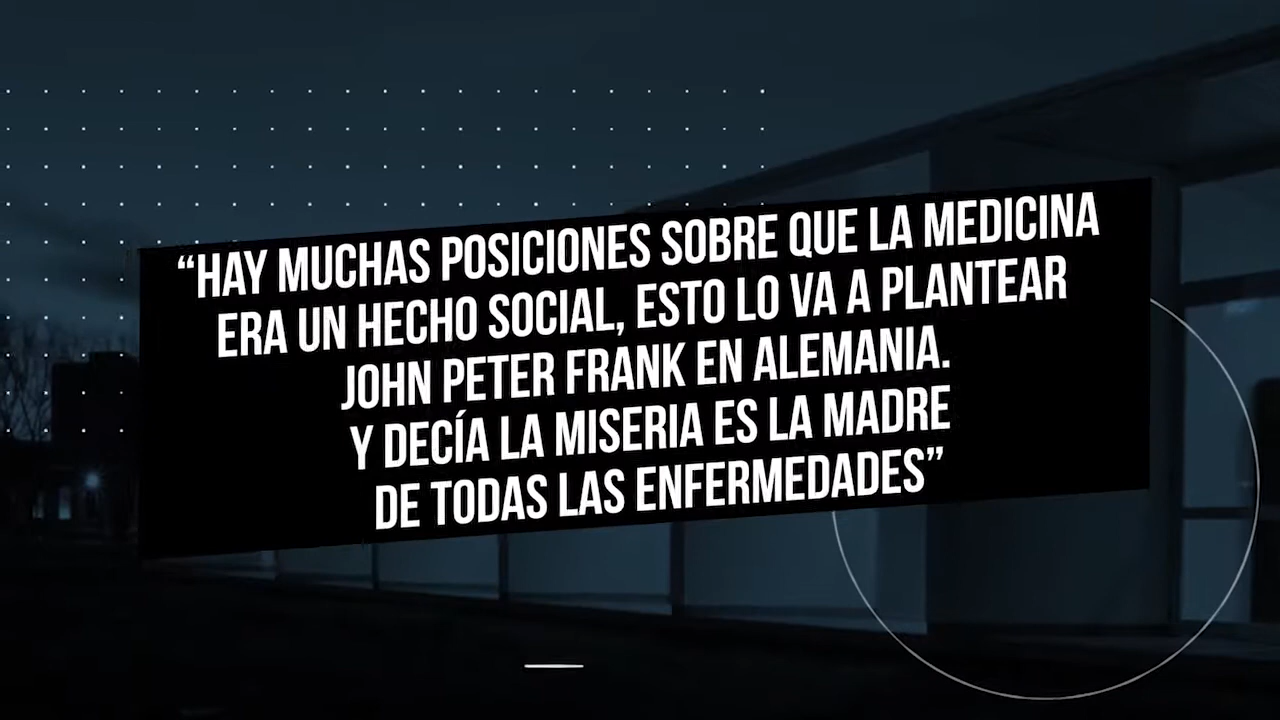 “HAY MUCHAS POSICIONES SOBRE QUE LA MEDICINA
ERA UN HECHO SOCIAL, ESTO LO VA A PLANTEAR
JOHN PETER FRANK EN ALEMANIA.
Y DECÍA LA MISERIA ES LA MADRE
DE TODAS LAS ENFERMEDADES”